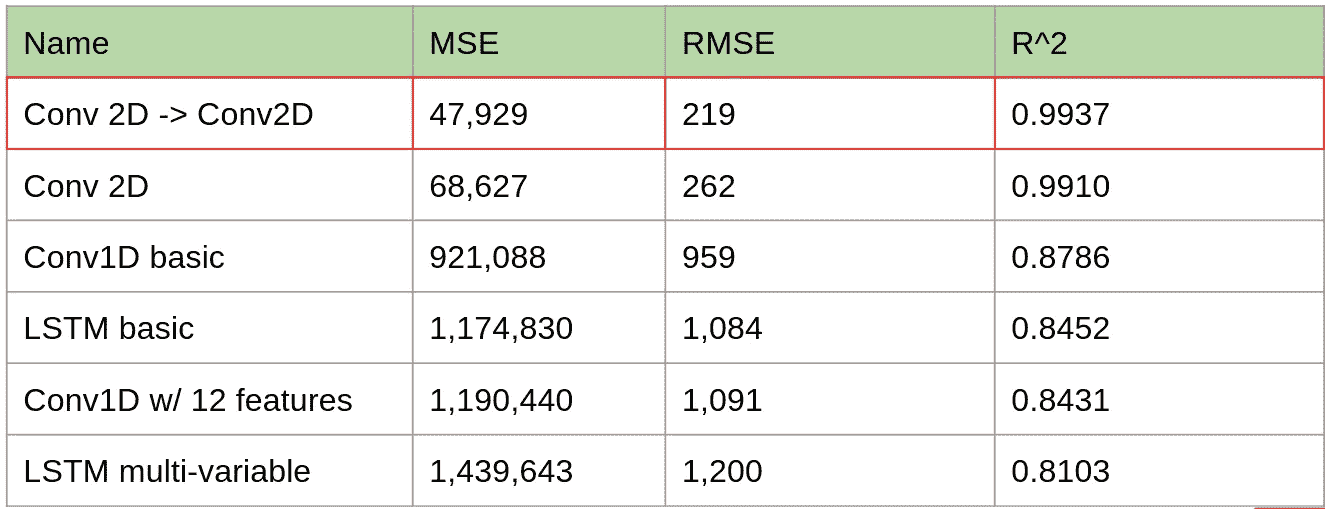 Name MSE RMSE R^2
Conv 2D -> Conv2D 47,929 219 0.9937
Conv 2D 68,627 262 0.9910
Conv1D basic 921,088 959 0.8786
LSTM basic 1,174,830 1,084 0.8452
Conv1D w/ 12 features 1,190,440 1,091 0.8431
LSTM multi-variable 1,439,643 1,200 0.8103